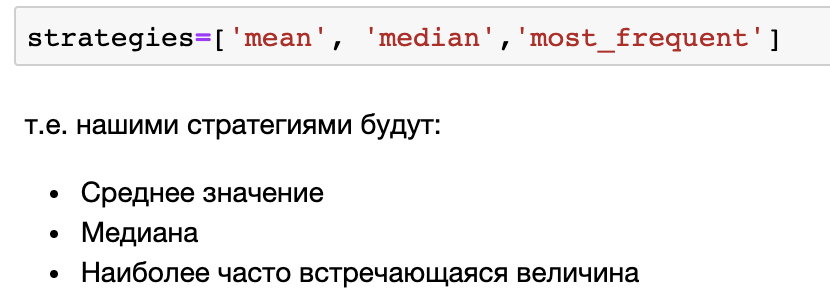 strategies=['mean', 'median','most_frequent']
т.е. нашими стратегиями будут:
• Среднее значение
• Медиана
• Наиболее часто встречающаяся величина